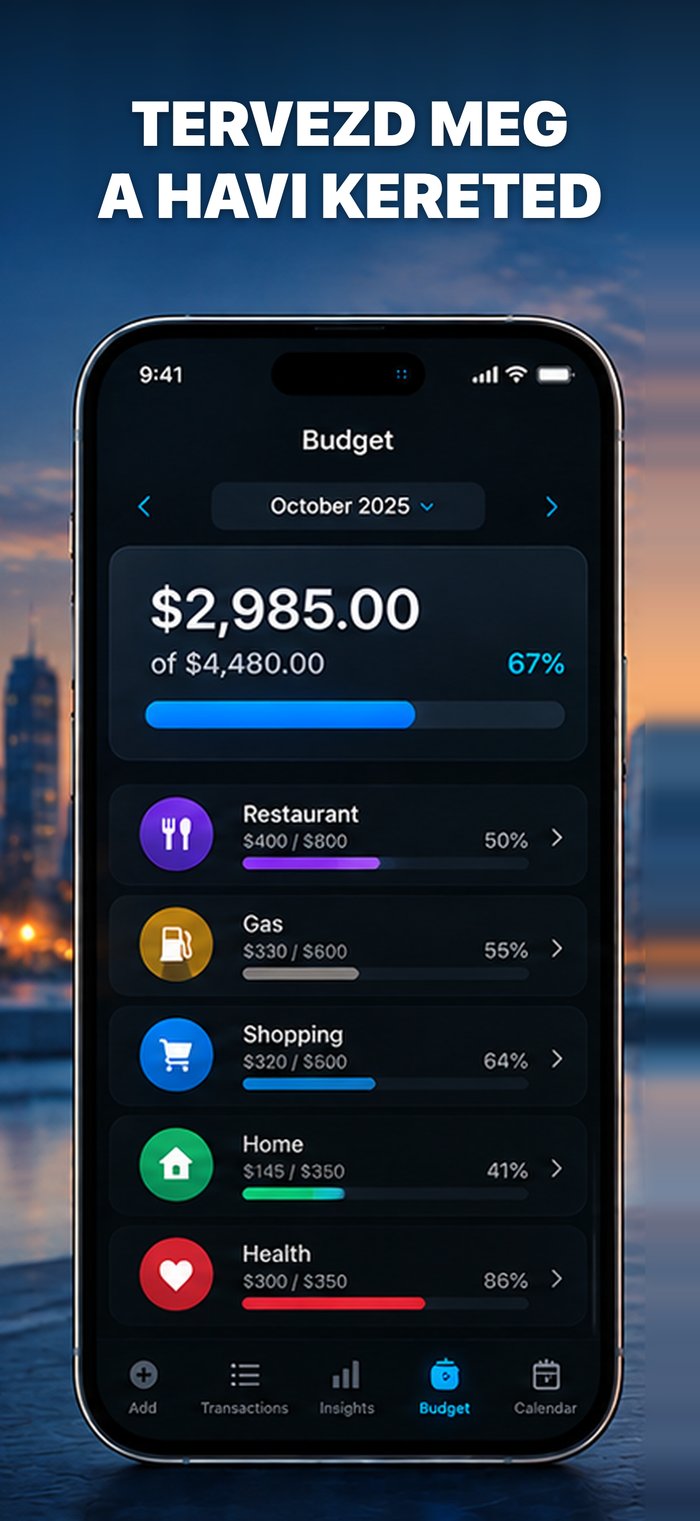 TERVEZD MEG
A HAVI KERETED
9:41
Budget
October 2025
$2,985.00
of $4,480.00
67%
Restaurant
$400 / $800
50%
Gas
$330 / $600
55%
Shopping
$320 / $600
64%
Home
$145 / $350
41%
Health
$300 / $350
86%
Add
Transactions
Insights
Budget
Calendar